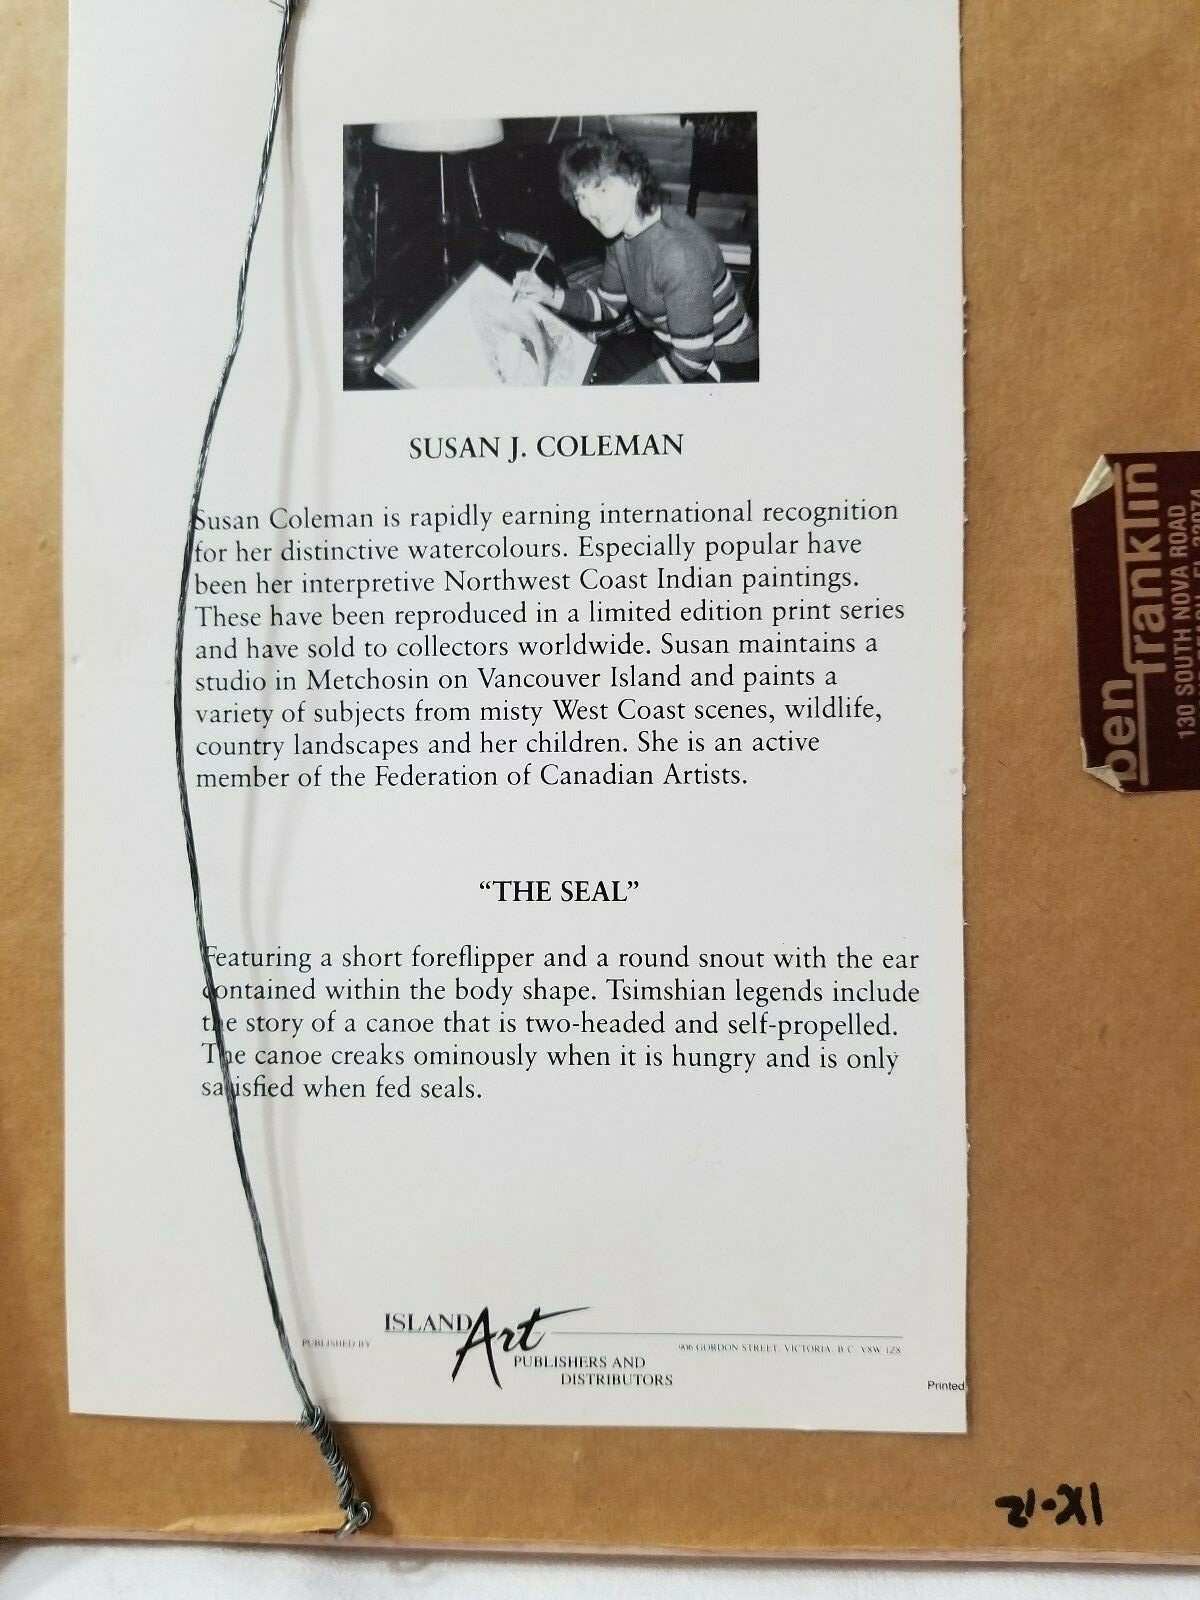 SUSAN J. COLEMAN
Susan Coleman is rapidly earning international recognition
for her distinctive watercolours. Especially popular have
been her interpretive Northwest Coast Indian paintings.
These have been reproduced in a limited edition print series
and have sold to collectors worldwide. Susan maintains a
studio in Metchosin on Vancouver Island and paints a
variety of subjects from misty West Coast scenes, wildlife,
country landscapes and her children. She is an active
member of the Federation of Canadian Artists.
“THE SEAL”
Featuring a short foreflipper and a round snout with the ear
contained within the body shape. Tsimshian legends include
the story of a canoe that is two-headed and self-propelled.
The canoe creaks ominously when it is hungry and is only
satisfied when fed seals.
PUBLISHED BY
ISLAND Art
PUBLISHERS AND
DISTRIBUTORS
906 GORDON STREET, VICTORIA, B.C. V8W 1Z8
Printed
ben franklin
130 SOUTH NOVA ROAD